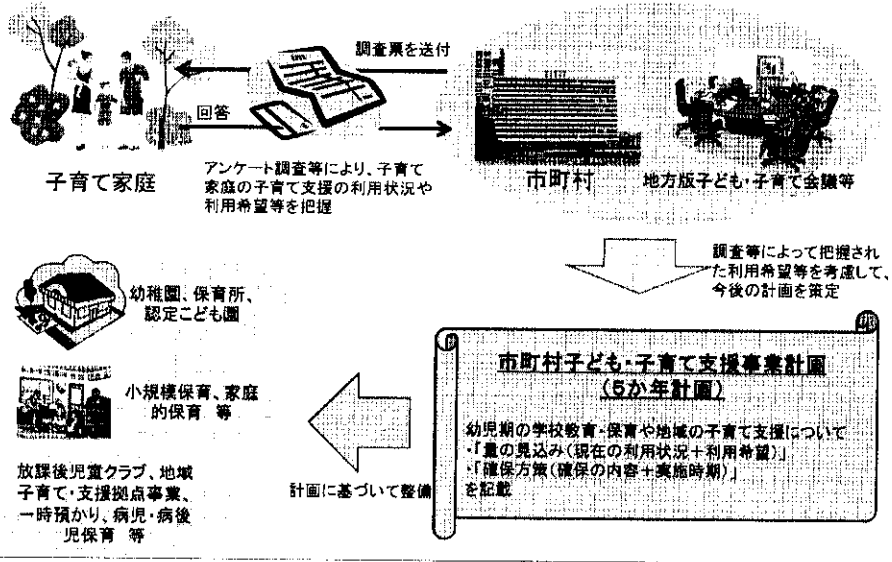 調査票を送付
回答
子育て家庭
アンケート調査等により、子育て
家庭の子育て支援の利用状況や
利用希望等を把握
市町村
地方版子ども・子育て会議等
調査等によって把握され
た利用希望等を考慮して、
今後の計画を策定
市町村子ども・子育て支援事業計画
(5か年計画)
幼児期の学校教育・保育や地域の子育て支援について
・「量の見込み(現在の利用状況+利用希望)」
・「確保方策(確保の内容+実施時期)」
を記載
計画に基づいて整備
幼稚園、保育所、
認定こども園
小規模保育、家庭
的保育 等
放課後児童クラブ、地域
子育て・支援拠点事業、
一時預かり、病児・病後
児保育 等